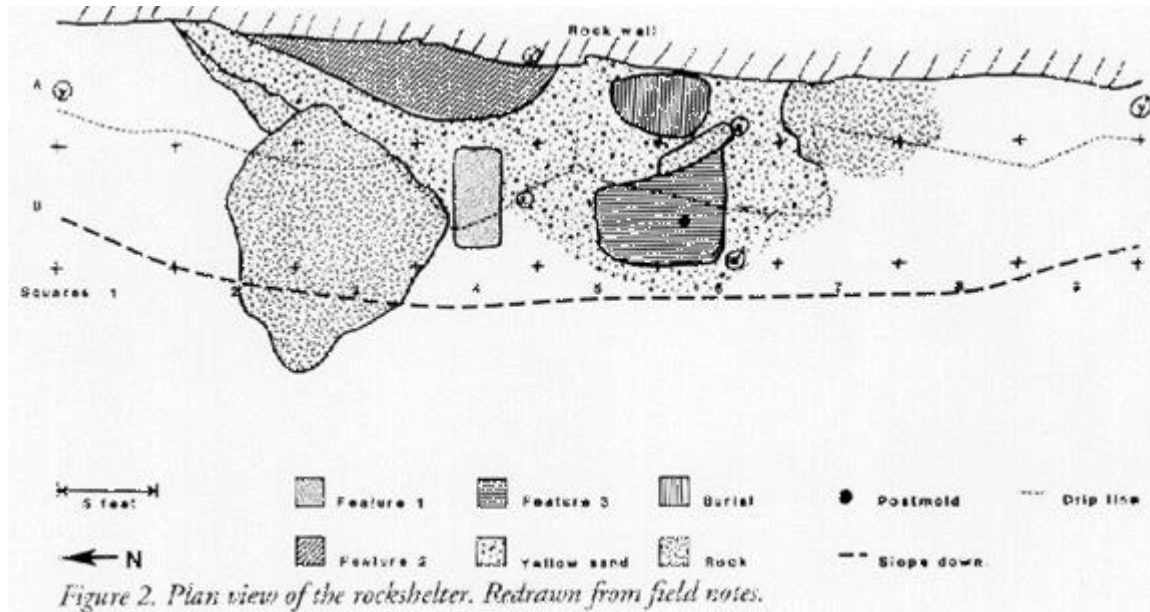 Rock wall
A
B
Squares 1 2 3 4 5 6 7 8 9
5 feet
Feature 1
Feature 3
Burial
Postmold
Drip line
N
Feature 2
Yellow sand
Rock
Slope down
Figure 2. Plan view of the rockshelter. Redrawn from field notes.